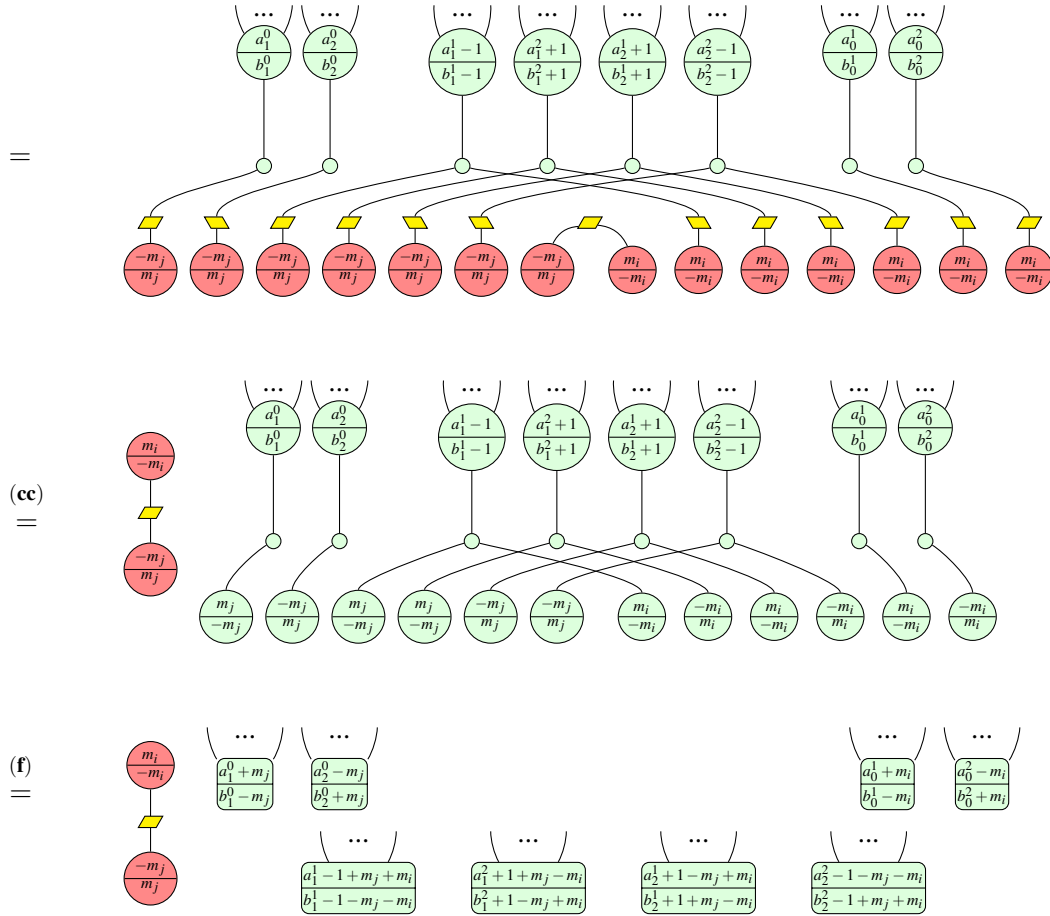 ... ... ... ... ... ... ... ...
a_1^0 a_2^0 a_1^1 − 1 a_1^2 + 1 a_2^1 + 1 a_2^2 − 1 a_0^1 a_0^2
b_1^0 b_2^0 b_1^1 − 1 b_1^2 + 1 b_2^1 + 1 b_2^2 − 1 b_0^1 b_0^2
=
−m_j −m_j −m_j −m_j −m_j −m_j −m_j m_i m_i m_i m_i m_i m_i m_i
m_j m_j m_j m_j m_j m_j m_j −m_i −m_i −m_i −m_i −m_i −m_i −m_i
... ... ... ... ... ... ... ...
a_1^0 a_2^0 a_1^1 − 1 a_1^2 + 1 a_2^1 + 1 a_2^2 − 1 a_0^1 a_0^2
b_1^0 b_2^0 b_1^1 − 1 b_1^2 + 1 b_2^1 + 1 b_2^2 − 1 b_0^1 b_0^2
m_i
−m_i
(cc)
=
−m_j
m_j
m_j −m_j m_j m_j −m_j −m_j m_i −m_i m_i −m_i m_i −m_i
−m_j m_j −m_j −m_j m_j m_j −m_i m_i −m_i m_i −m_i m_i
... ... ... ...
m_i
−m_i
(f)
=
a_1^0 + m_j a_2^0 − m_j a_0^1 + m_i a_0^2 − m_i
b_1^0 − m_j b_2^0 + m_j b_0^1 − m_i b_0^2 + m_i
... ... ... ...
−m_j
m_j
a_1^1 − 1 + m_j + m_i a_1^2 + 1 + m_j − m_i a_2^1 + 1 − m_j + m_i a_2^2 − 1 − m_j − m_i
b_1^1 − 1 − m_j − m_i b_1^2 + 1 − m_j + m_i b_2^1 + 1 + m_j − m_i b_2^2 − 1 + m_j + m_i